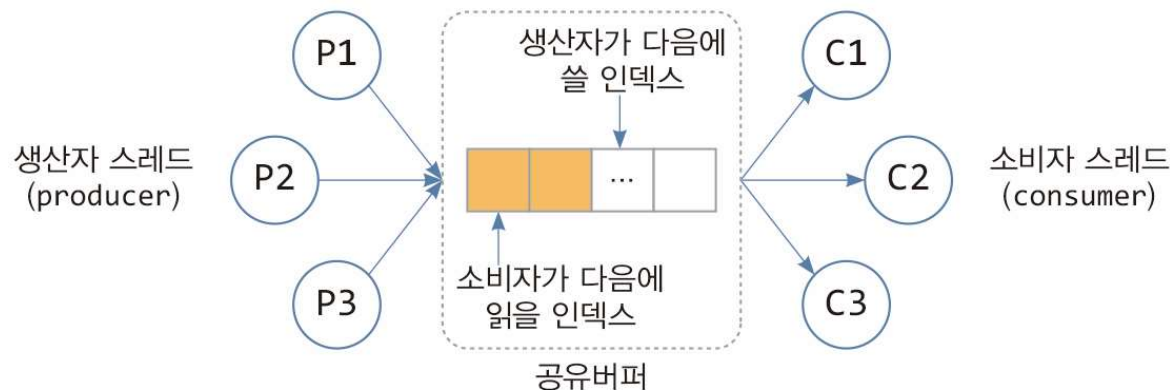 P1
P2
P3
생산자 스레드
(producer)
생산자가 다음에
쓸 인덱스
...
소비자가 다음에
읽을 인덱스
공유버퍼
C1
C2
C3
소비자 스레드
(consumer)